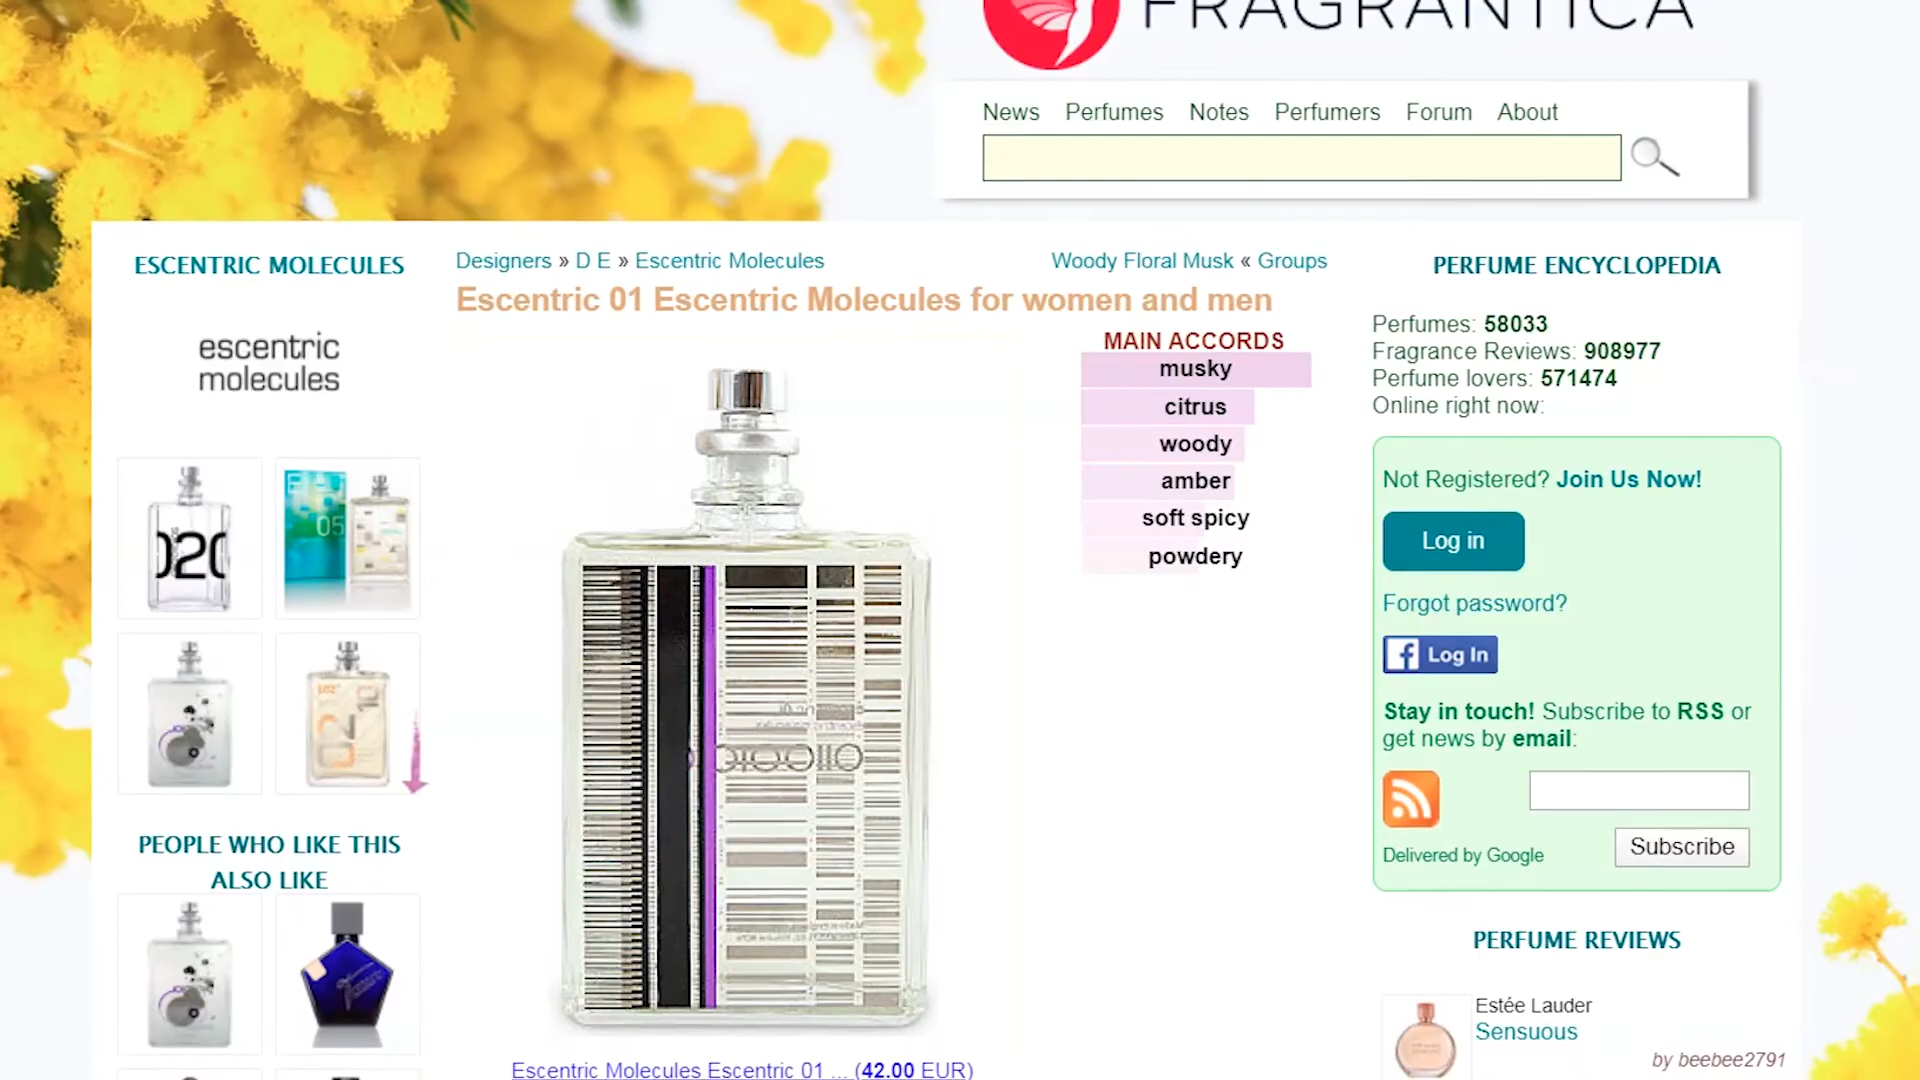 FRAGRANTICA
News Perfumes Notes Perfumers Forum About
ESCENTRIC MOLECULES
escentric
molecules
020
05
PEOPLE WHO LIKE THIS
ALSO LIKE
Designers » D E » Escentric Molecules
Woody Floral Musk « Groups
Escentric 01 Escentric Molecules for women and men
MAIN ACCORDS
musky
citrus
woody
amber
soft spicy
powdery
Escentric Molecules Escentric 01 ... (42.00 EUR)
PERFUME ENCYCLOPEDIA
Perfumes: 58033
Fragrance Reviews: 908977
Perfume lovers: 571474
Online right now:
Not Registered? Join Us Now!
Log in
Forgot password?
f Log In
Stay in touch! Subscribe to RSS or
get news by email:
Delivered by Google
Subscribe
PERFUME REVIEWS
Estée Lauder
Sensuous
by beebee2791